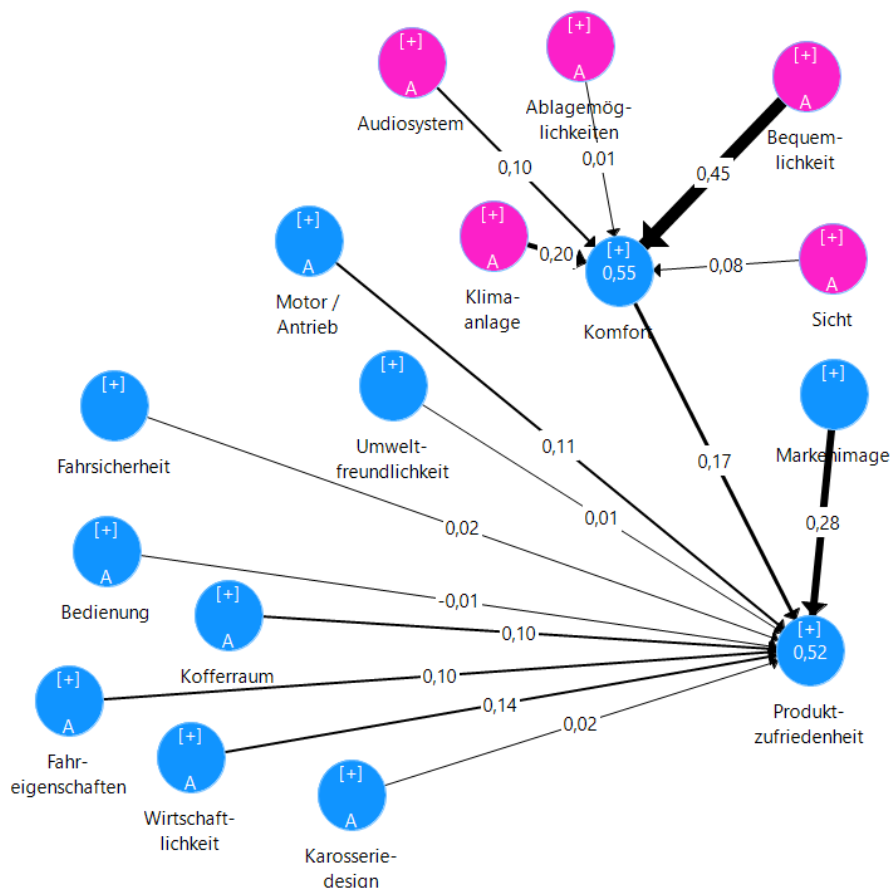 [+]
A
Audiosystem
[+]
A
Ablagemög-
lichkeiten
[+]
A
Bequem-
lichkeit
0,10
0,01
0,45
[+]
A
Motor /
Antrieb
[+]
A
Klima-
anlage
0,20
[+]
0,55
Komfort
0,08
[+]
A
Sicht
[+]
Fahrsicherheit
[+]
Umwelt-
freundlichkeit
[+]
Markenimage
0,11
0,17
0,01
0,28
0,02
[+]
A
Bedienung
-0,01
[+]
A
Kofferraum
0,10
[+]
0,52
Produkt-
zufriedenheit
[+]
A
Fahr-
eigenschaften
0,10
[+]
A
Wirtschaft-
lichkeit
0,14
0,02
[+]
A
Karosserie-
design